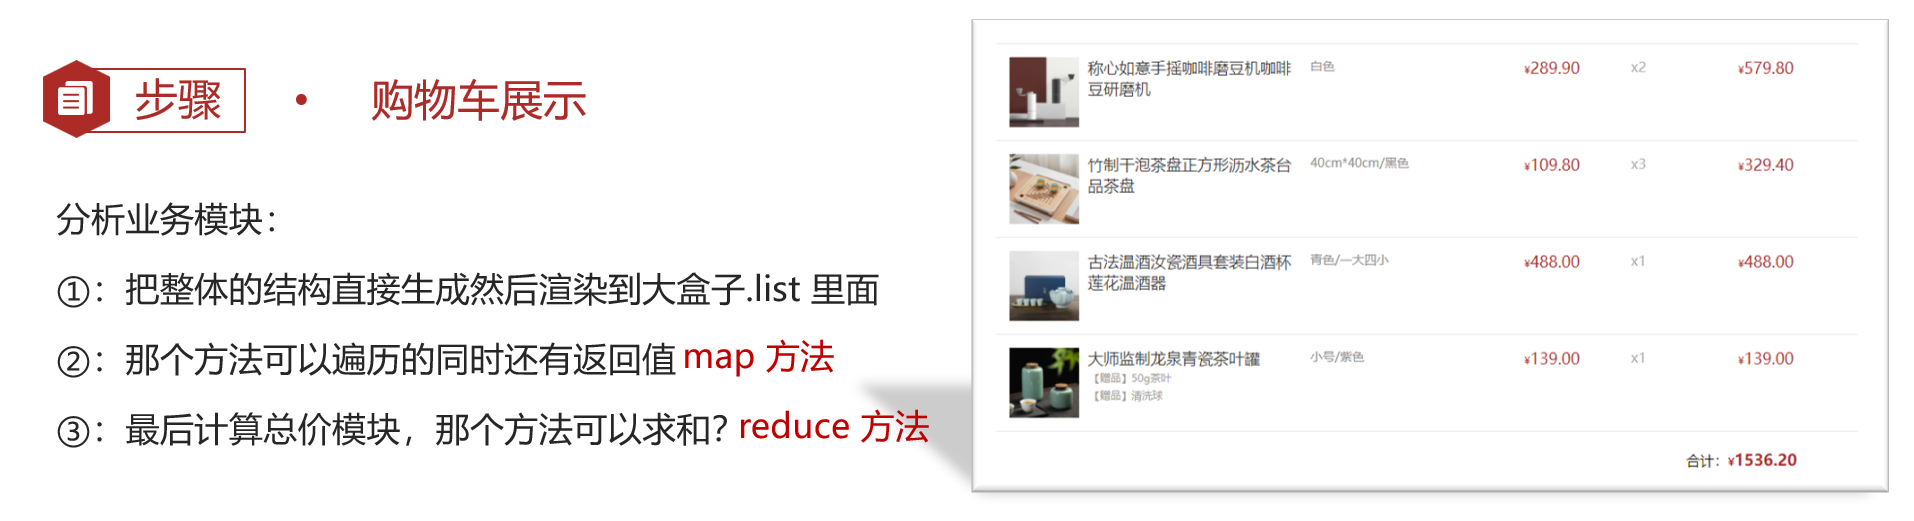 步骤 • 购物车展示
分析业务模块：
①：把整体的结构直接生成然后渲染到大盒子.list 里面
②：那个方法可以遍历的同时还有返回值 map 方法
③：最后计算总价模块，那个方法可以求和？reduce 方法
称心如意手摇咖啡磨豆机咖啡 白色 ¥289.90 x2 ¥579.80
豆研磨机
竹制干泡茶盘正方形沥水茶台 40cm*40cm/黑色 ¥109.80 x3 ¥329.40
品茶盘
古法温酒汝瓷酒具套装白酒杯 青色/一大四小 ¥488.00 x1 ¥488.00
莲花温酒器
大师监制龙泉青瓷茶叶罐 小号/紫色 ¥139.00 x1 ¥139.00
【赠品】50g茶叶
【赠品】清洗球
合计：¥1536.20